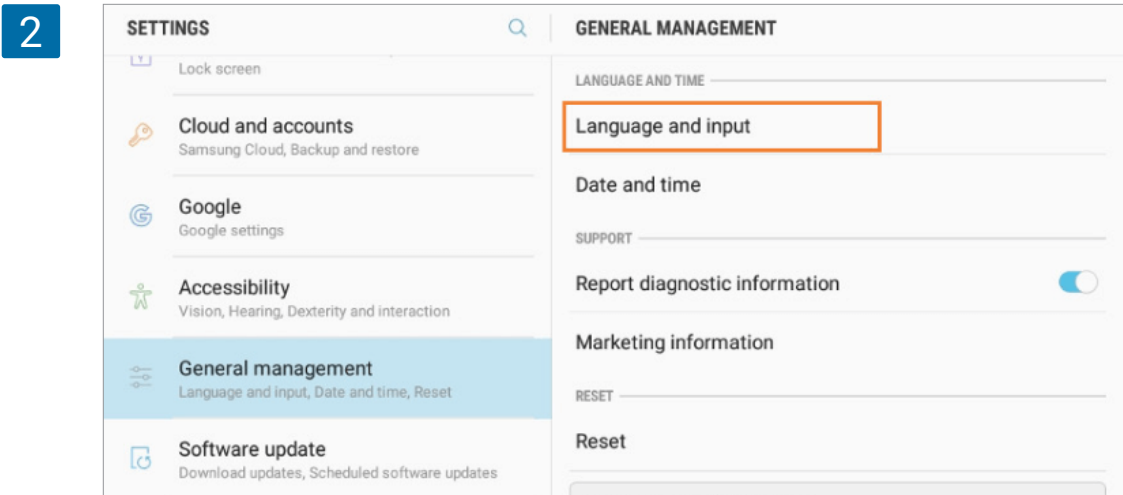 2
SETTINGS
Lock screen
Cloud and accounts
Samsung Cloud, Backup and restore
Google
Google settings
Accessibility
Vision, Hearing, Dexterity and interaction
General management
Language and input, Date and time, Reset
Software update
Download updates, Scheduled software updates
GENERAL MANAGEMENT
LANGUAGE AND TIME
Language and input
Date and time
SUPPORT
Report diagnostic information
Marketing information
RESET
Reset